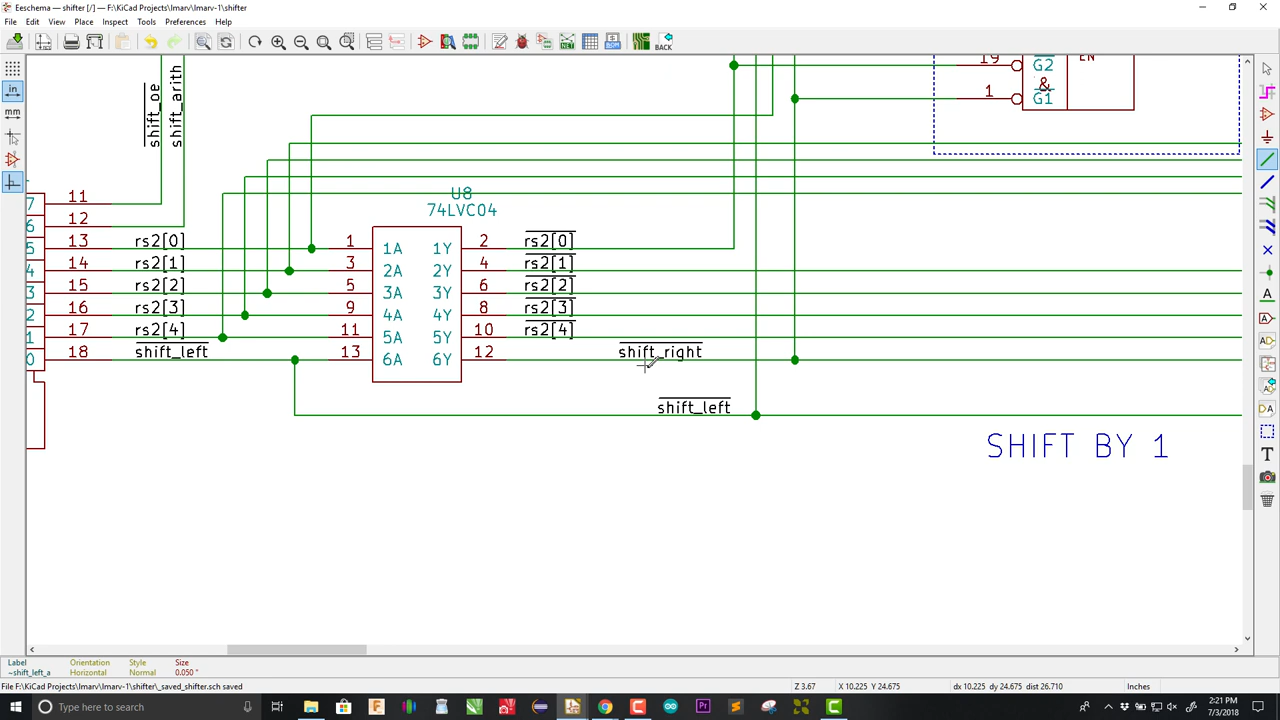 Eeschema — shifter [/] — F:\KiCad Projects\lmarv\lmarv-1\shifter
File Edit View Place Inspect Tools Preferences Help
BACK
in
mm
shift_oe
shift_arith
19
G2
EN
&
1
G1
U8
74LVC04
7 11
6 12
5 13 rs2[0] 1 1A 1Y 2 rs2[0]
4 14 rs2[1] 3 2A 2Y 4 rs2[1]
3 15 rs2[2] 5 3A 3Y 6 rs2[2]
2 16 rs2[3] 9 4A 4Y 8 rs2[3]
1 17 rs2[4] 11 5A 5Y 10 rs2[4]
0 18 shift_left 13 6A 6Y 12 shift_right
shift_left
SHIFT BY 1
Label Orientation Style Size
~shift_left_a Horizontal Normal 0.050 "
File F:\KiCad Projects\lmarv\lmarv-1\shifter\_saved_shifter.sch saved Z 3.67 X 10.225 Y 24.675 dx 10.225 dy 24.675 dist 26.710 Inches
Type here to search
2:21 PM
7/3/2018